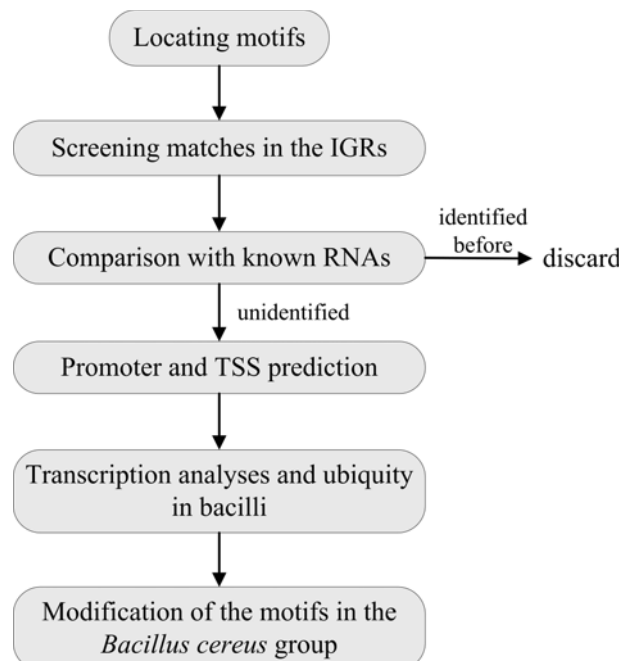 Locating motifs
Screening matches in the IGRs
Comparison with known RNAs
identified
before
discard
unidentified
Promoter and TSS prediction
Transcription analyses and ubiquity
in bacilli
Modification of the motifs in the
Bacillus cereus group